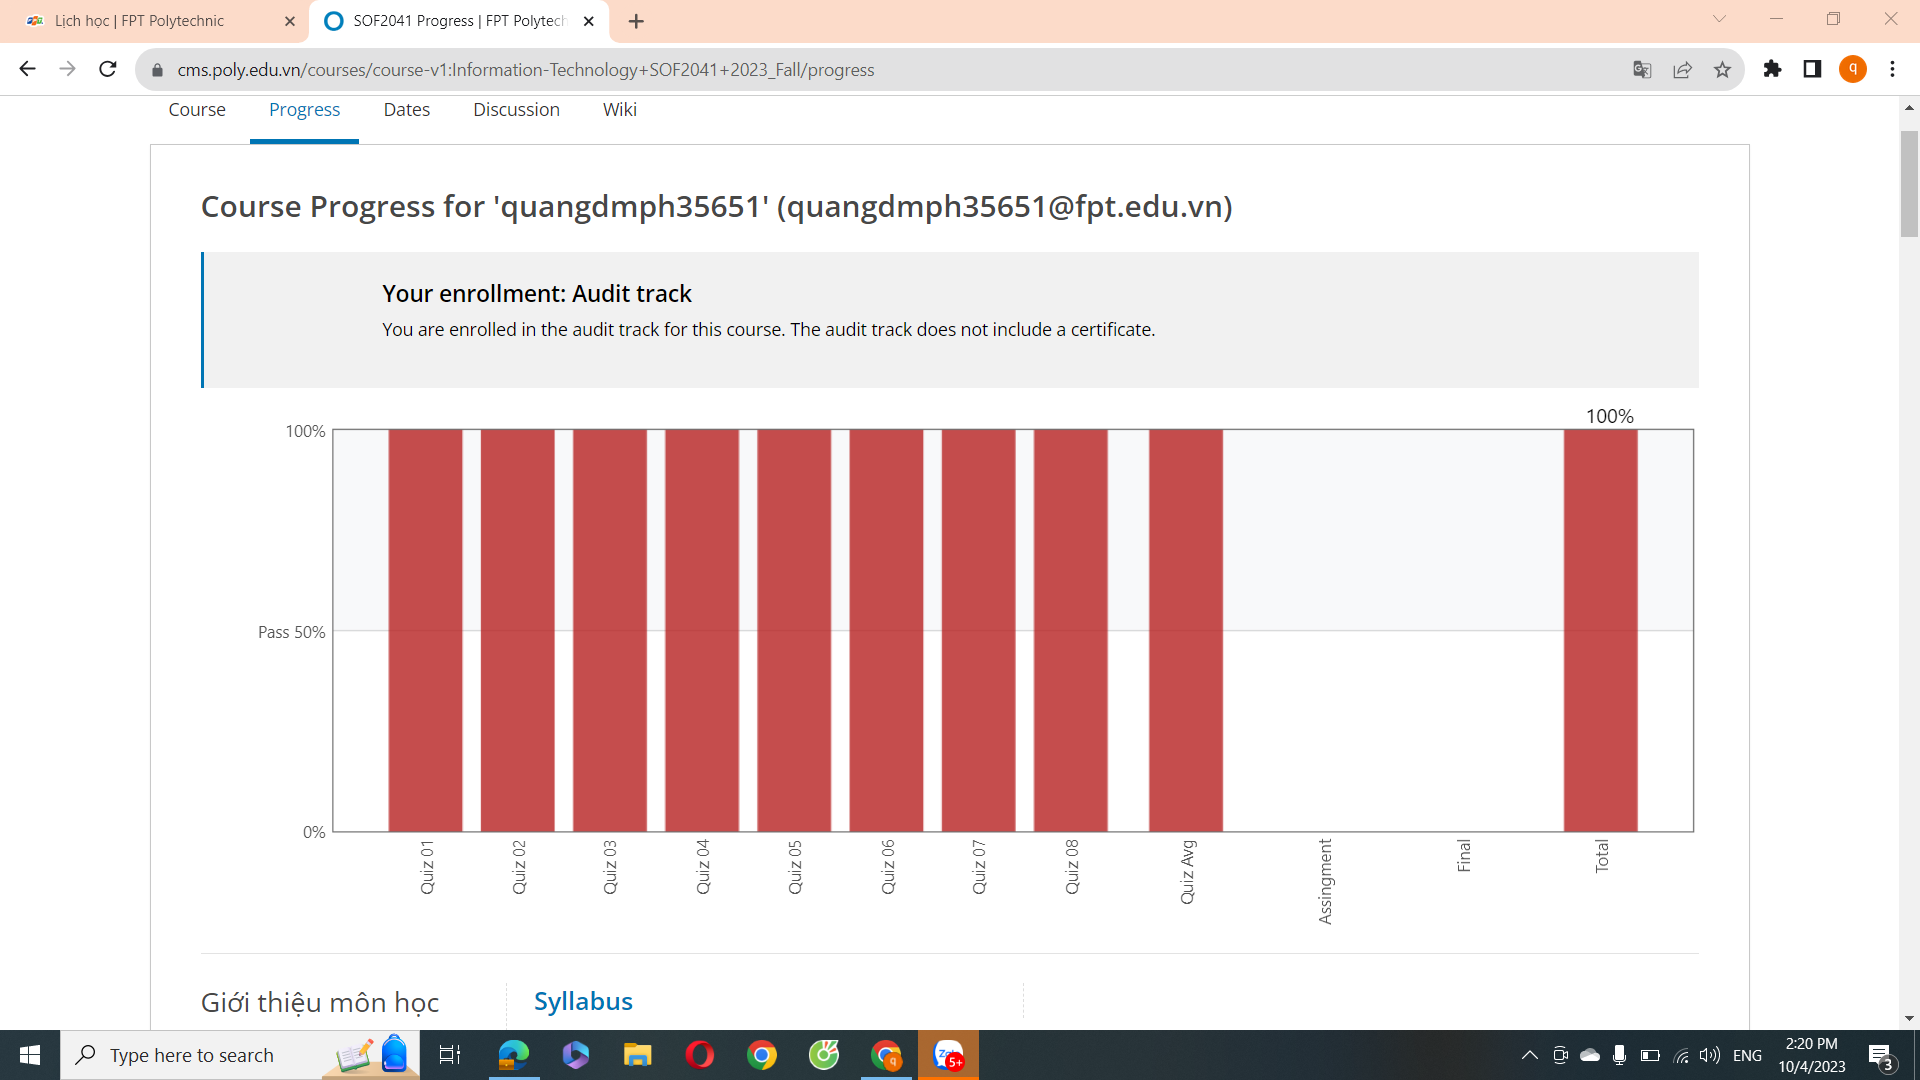 Lịch học | FPT Polytechnic
SOF2041 Progress | FPT Polytech
cms.poly.edu.vn/courses/course-v1:Information-Technology+SOF2041+2023_Fall/progress
q
Course Progress Dates Discussion Wiki
Course Progress for 'quangdmph35651' (quangdmph35651@fpt.edu.vn)
Your enrollment: Audit track
You are enrolled in the audit track for this course. The audit track does not include a certificate.
100%
100%
Pass 50%
0%
Quiz 01
Quiz 02
Quiz 03
Quiz 04
Quiz 05
Quiz 06
Quiz 07
Quiz 08
Quiz Avg
Assingment
Final
Total
Giới thiệu môn học
Syllabus
Type here to search
q
5+
ENG
2:20 PM
10/4/2023
3